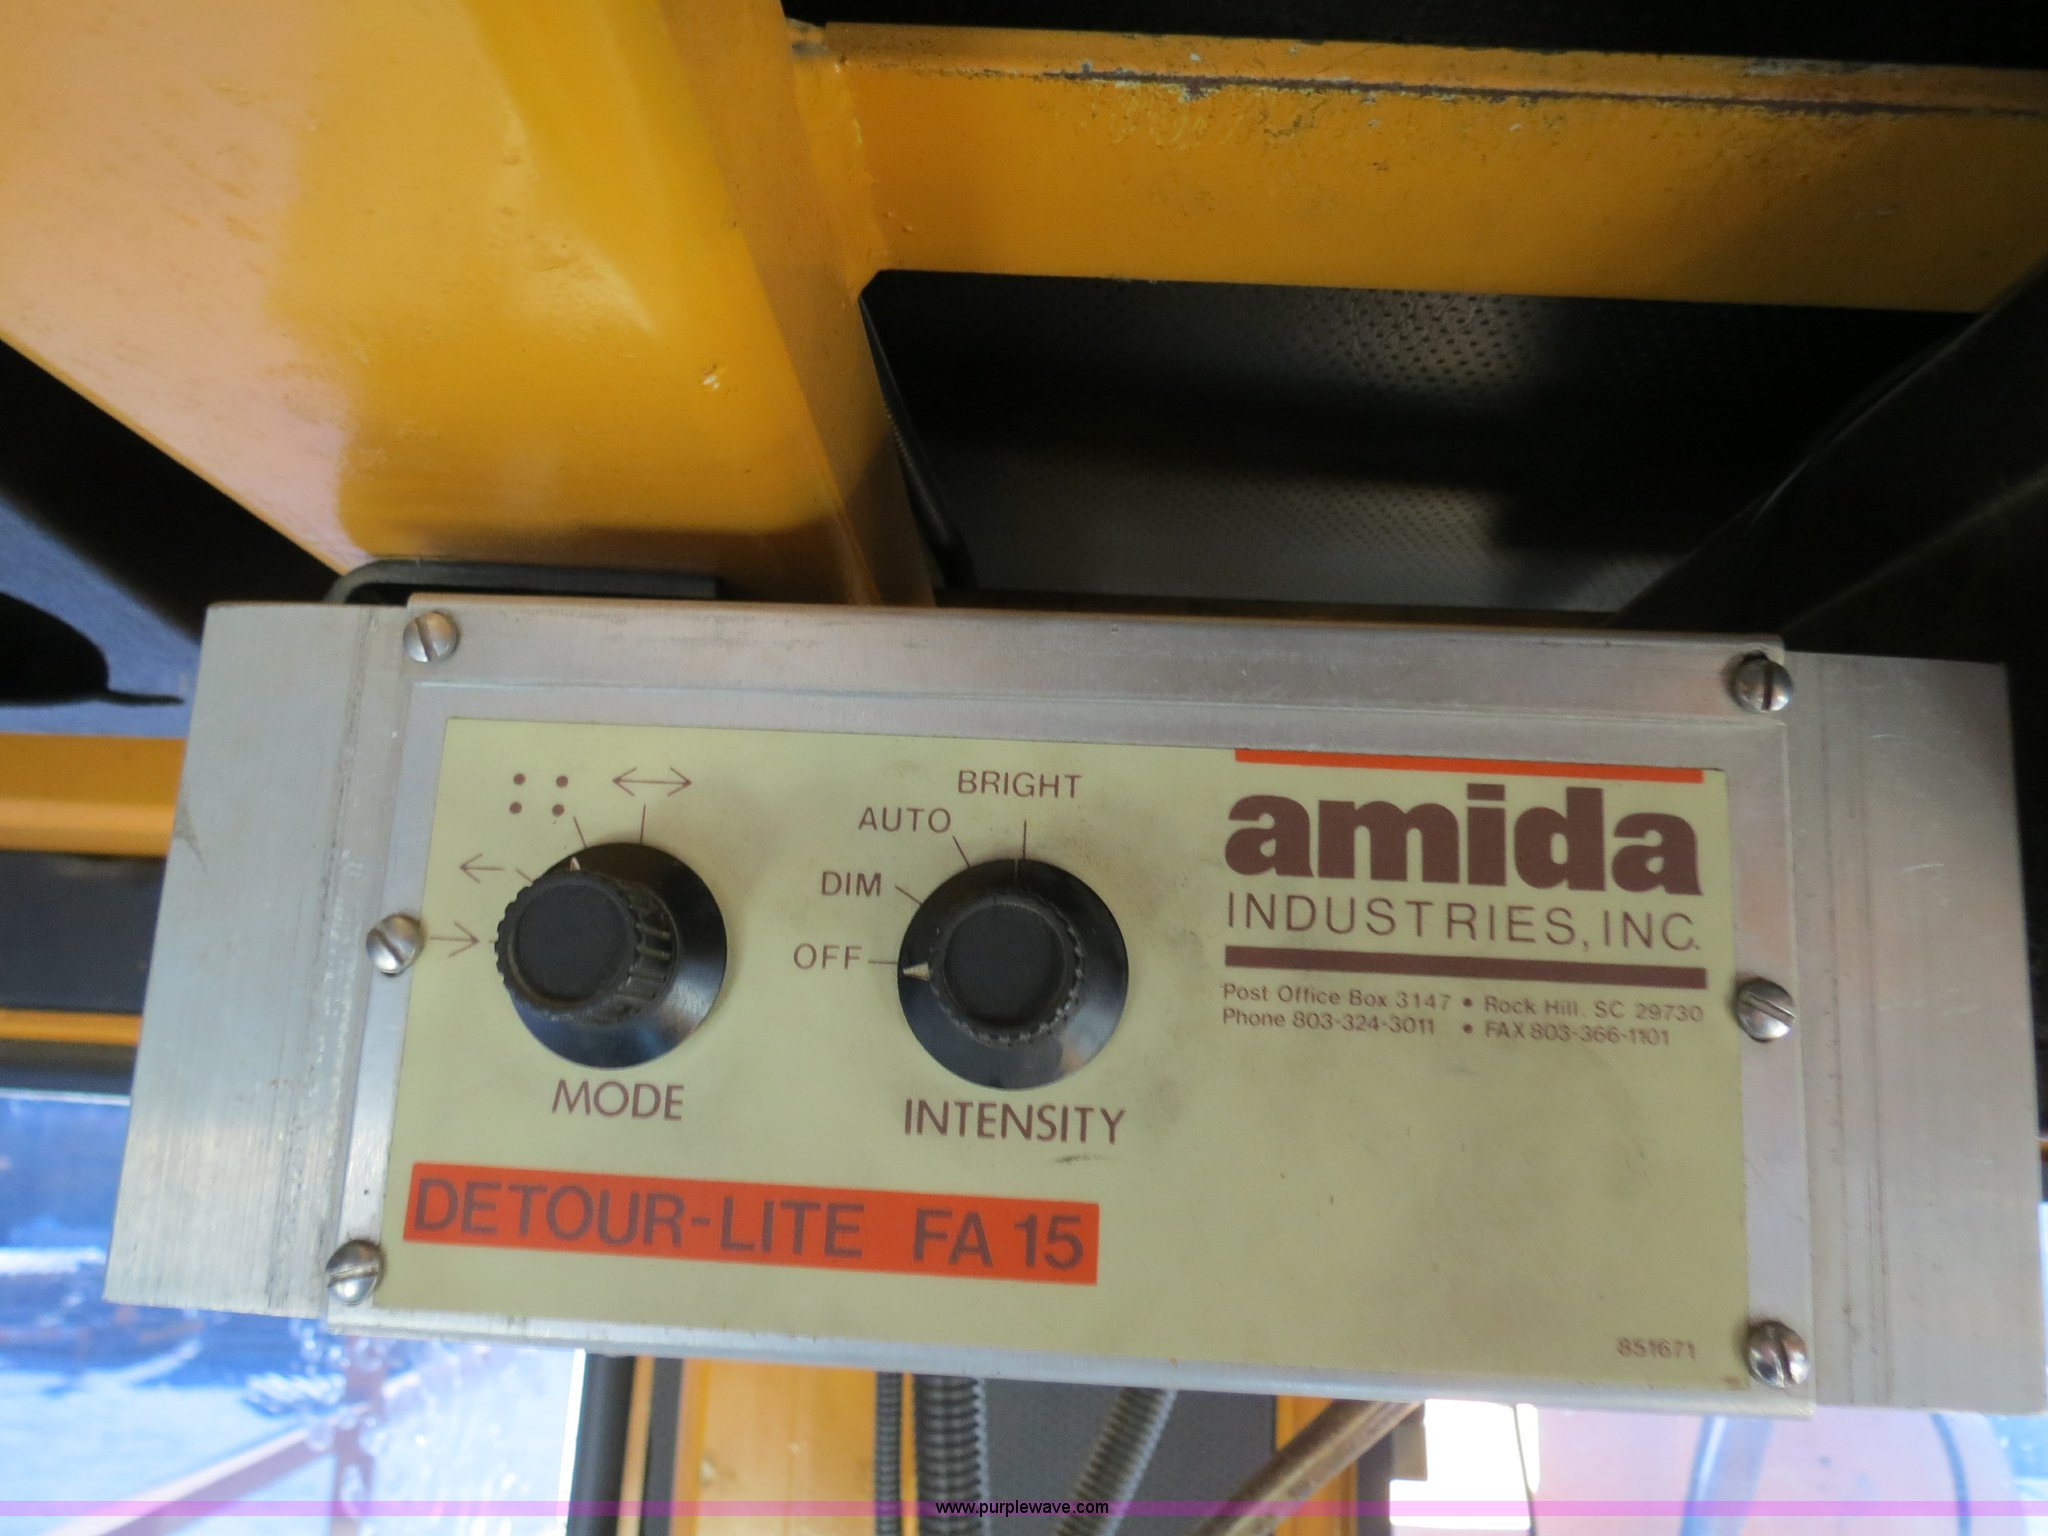 BRIGHT
AUTO
DIM
OFF
MODE
INTENSITY
DETOUR-LITE FA 15
amida
INDUSTRIES, INC.
Post Office Box 3147 • Rock Hill, SC 29730
Phone 803-324-3011 • FAX 803-366-1101
851671
www.purplewave.com